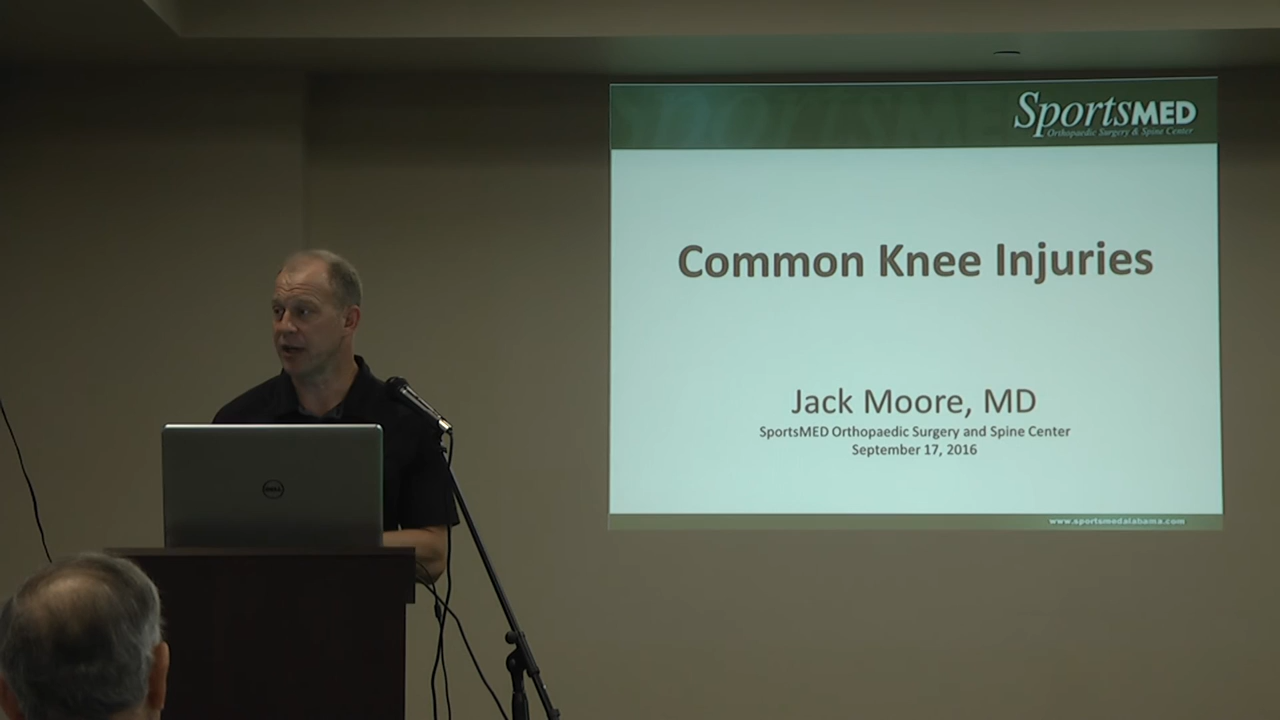 SportsMED
Orthopaedic Surgery & Spine Center
Common Knee Injuries
Jack Moore, MD
SportsMED Orthopaedic Surgery and Spine Center
September 17, 2016
www.sportsmedalabama.com
DELL